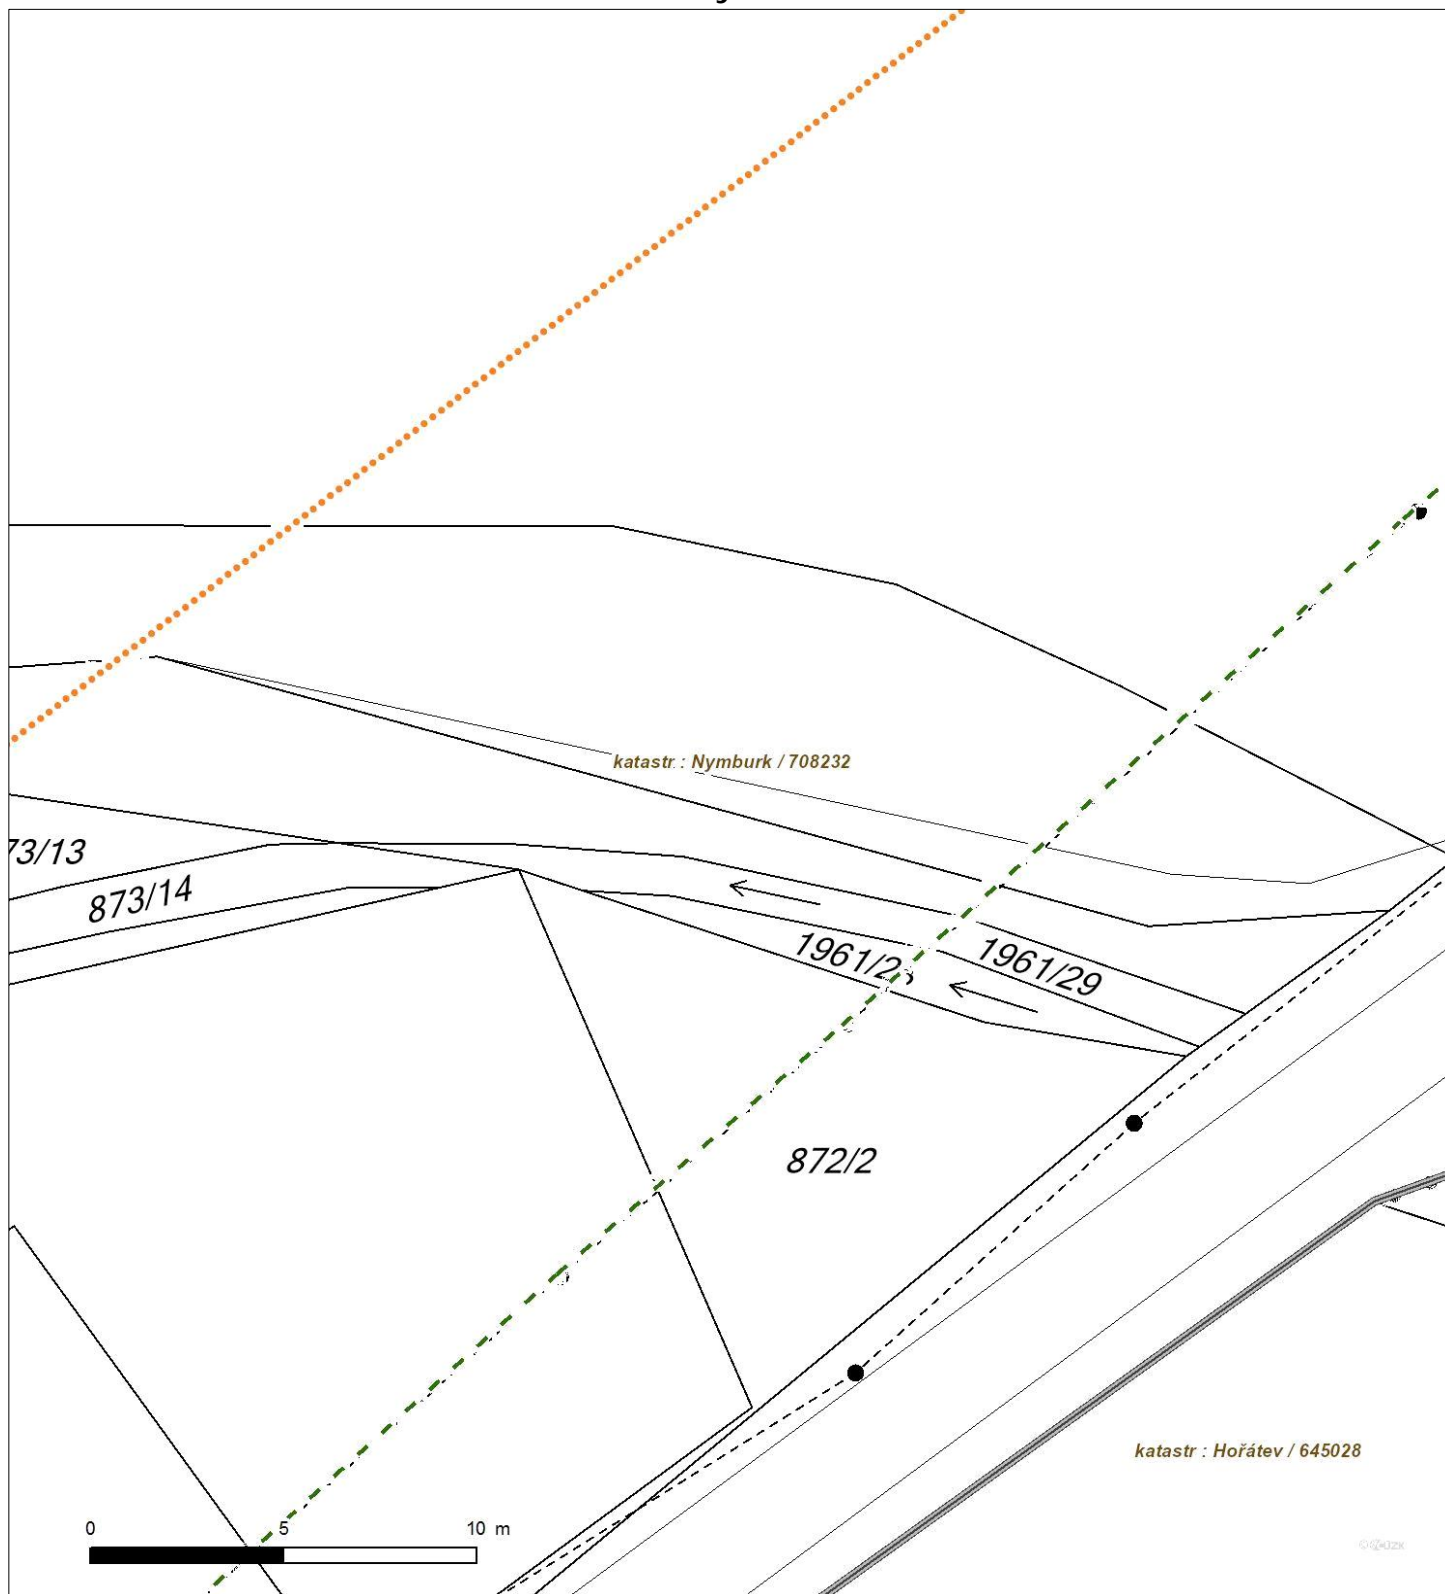 katastr : Nymburk / 708232
73/13
873/14
1961/29
872/2
katastr : Hořátev / 645028
0 5 10 m